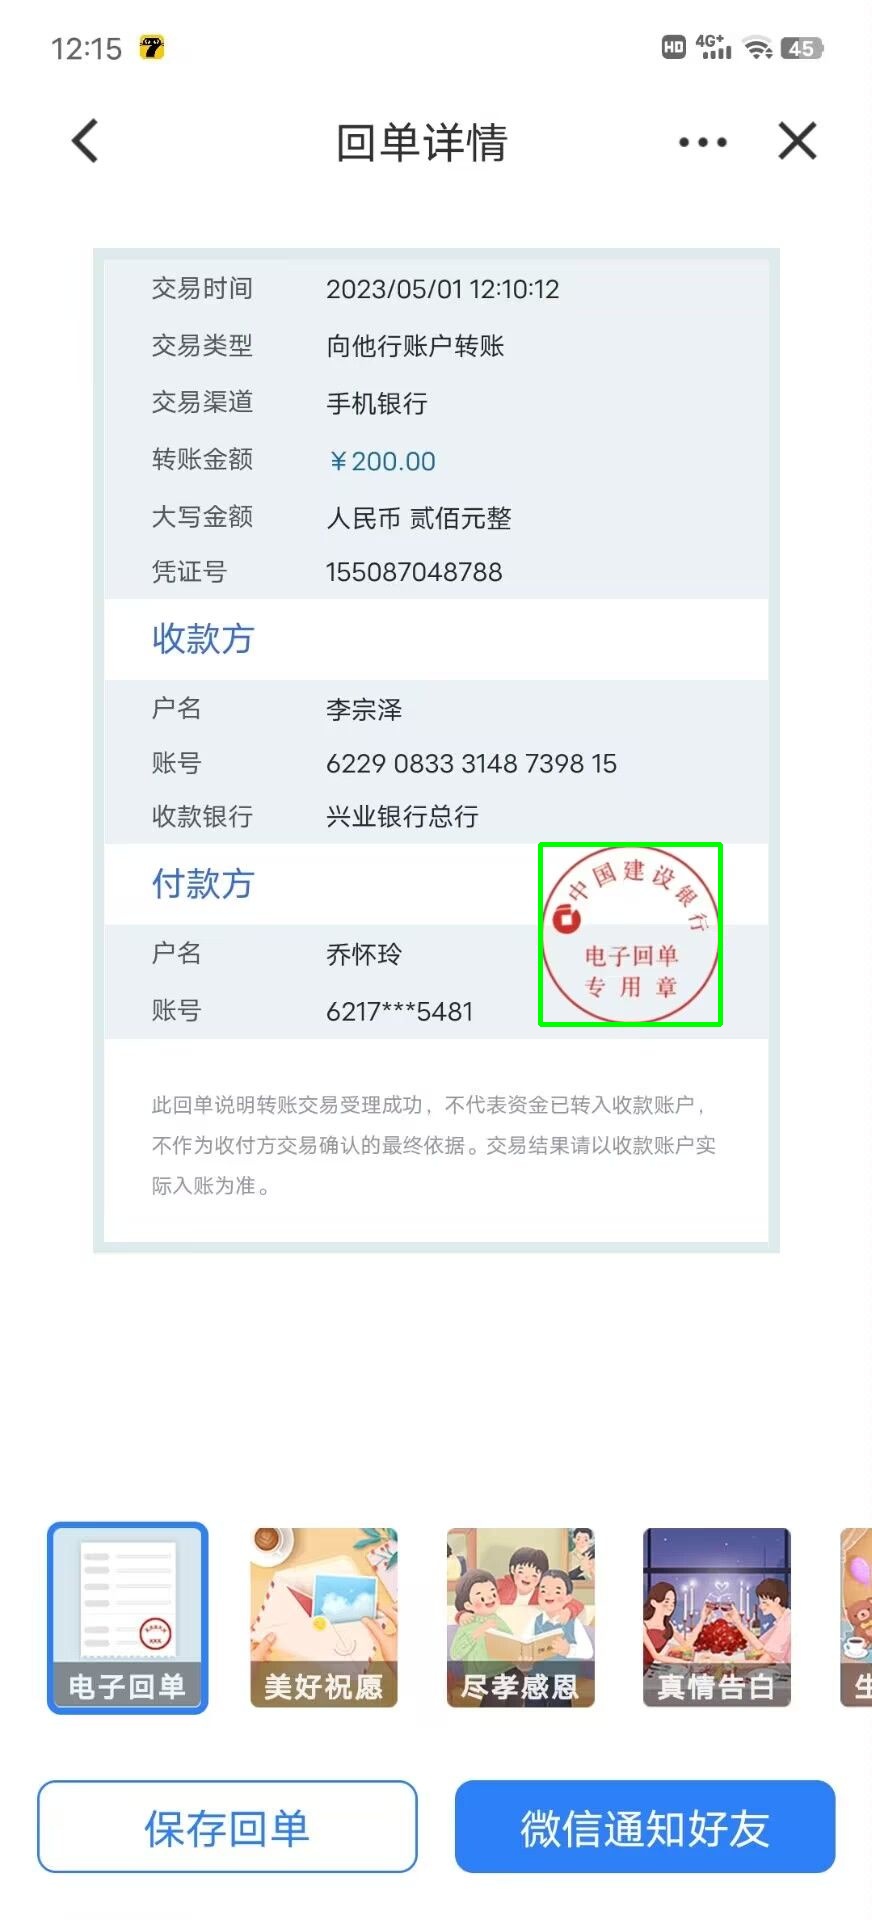 12:15 HD 4G+ 45
回单详情
交易时间 2023/05/01 12:10:12
交易类型 向他行账户转账
交易渠道 手机银行
转账金额 ¥200.00
大写金额 人民币 贰佰元整
凭证号 155087048788
收款方
户名 李宗泽
账号 6229 0833 3148 7398 15
收款银行 兴业银行总行
付款方
中国建设银行
电子回单
专用章
户名 乔怀玲
账号 6217***5481
此回单说明转账交易受理成功，不代表资金已转入收款账户，
不作为收付方交易确认的最终依据。交易结果请以收款账户实
际入账为准。
电子回单 美好祝愿 尽孝感恩 真情告白 生
保存回单 微信通知好友